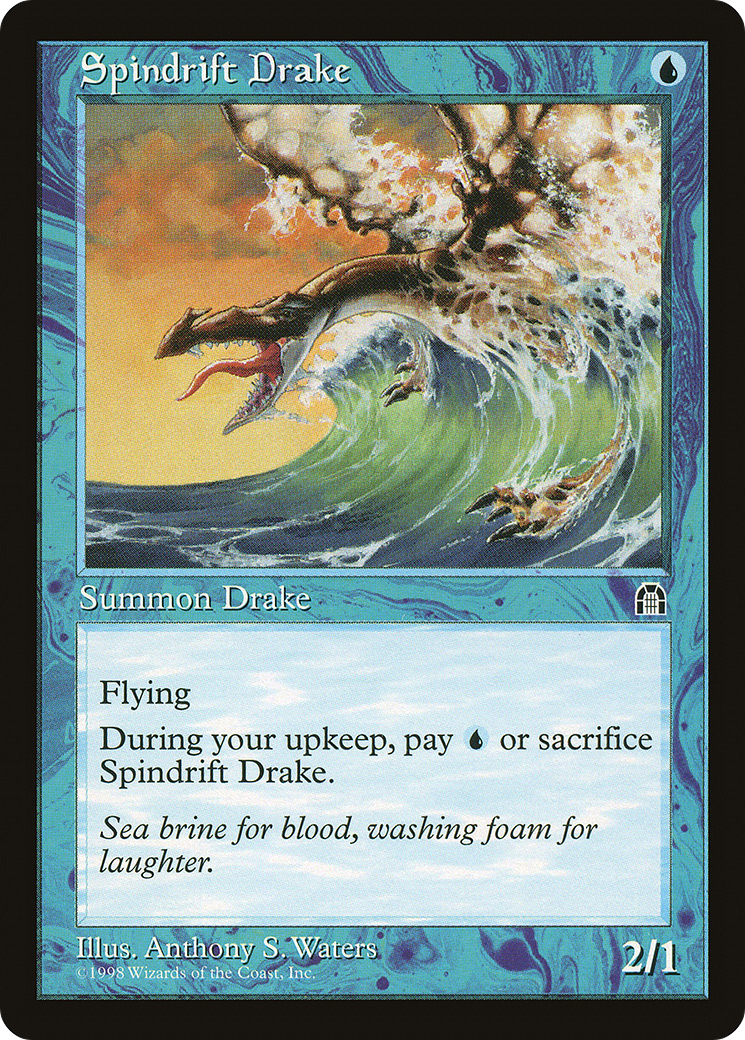 Spindrift Drake
Summon Drake
Flying
During your upkeep, pay or sacrifice
Spindrift Drake.
Sea brine for blood, washing foam for
laughter.
Illus. Anthony S. Waters
©1998 Wizards of the Coast, Inc.
2/1